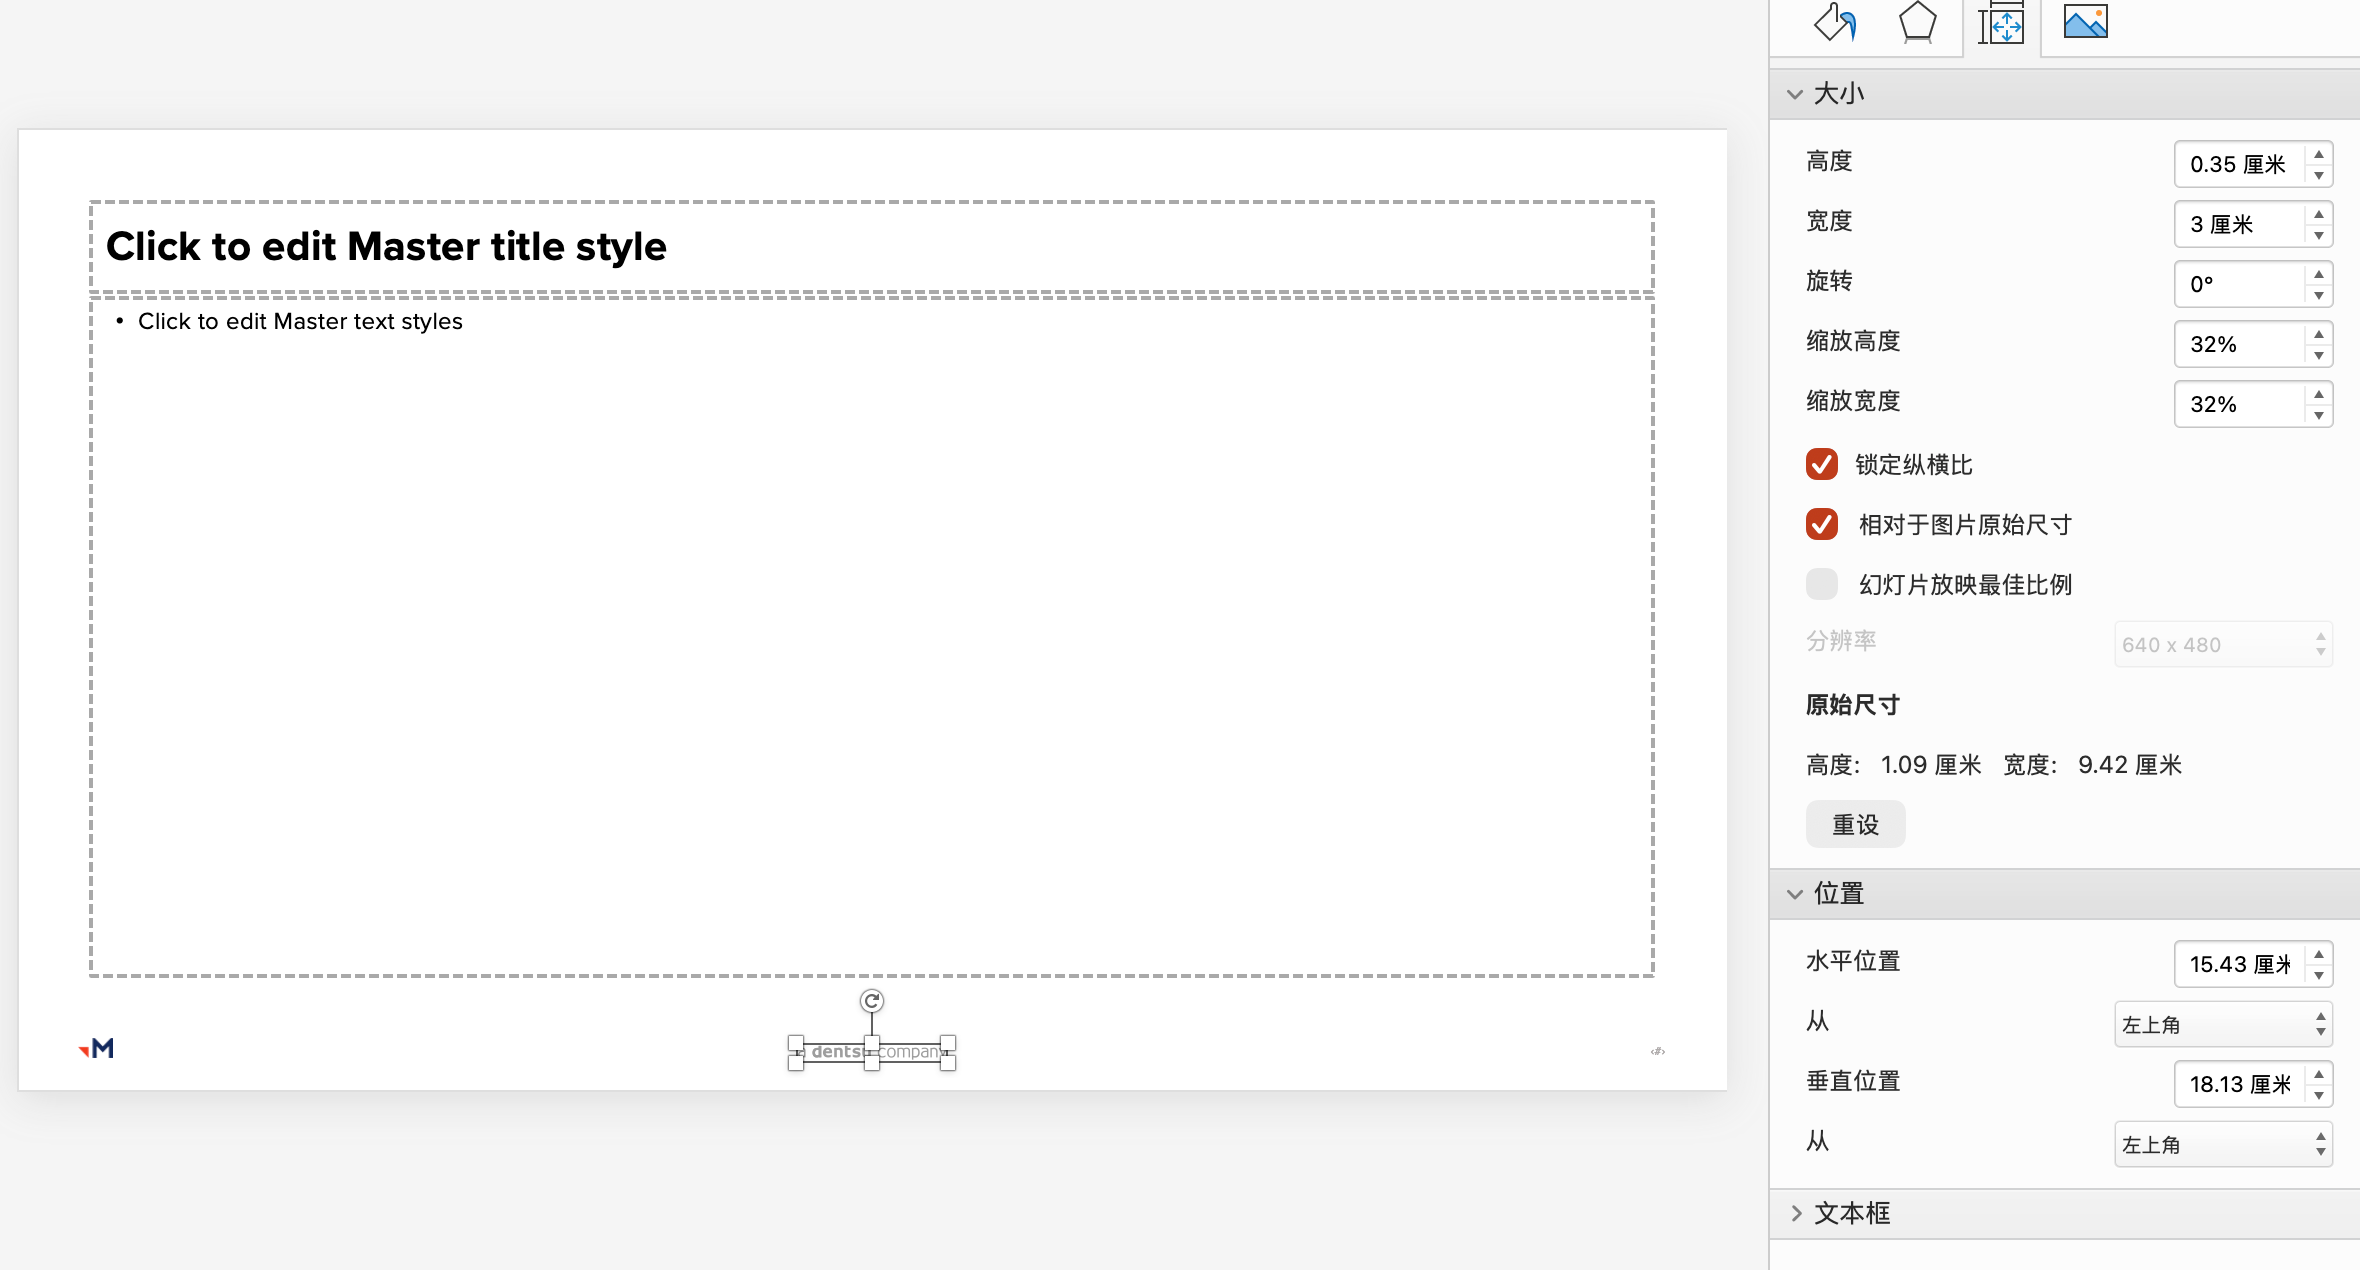 Click to edit Master title style
• Click to edit Master text styles
M
dentsu company
‹#›
大小
高度 0.35 厘米
宽度 3 厘米
旋转 0°
缩放高度 32%
缩放宽度 32%
锁定纵横比
相对于图片原始尺寸
幻灯片放映最佳比例
分辨率 640 x 480
原始尺寸
高度: 1.09 厘米 宽度: 9.42 厘米
重设
位置
水平位置 15.43 厘米
从 左上角
垂直位置 18.13 厘米
从 左上角
文本框